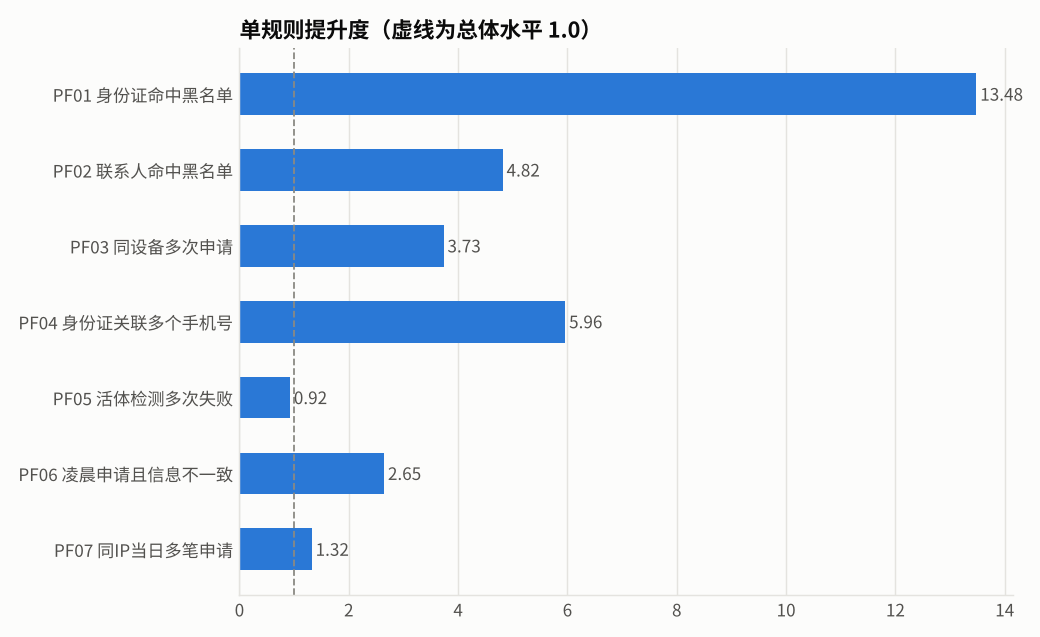 单规则提升度（虚线为总体水平 1.0）
PF01 身份证命中黑名单 13.48
PF02 联系人命中黑名单 4.82
PF03 同设备多次申请 3.73
PF04 身份证关联多个手机号 5.96
PF05 活体检测多次失败 0.92
PF06 凌晨申请且信息不一致 2.65
PF07 同IP当日多笔申请 1.32
0 2 4 6 8 10 12 14